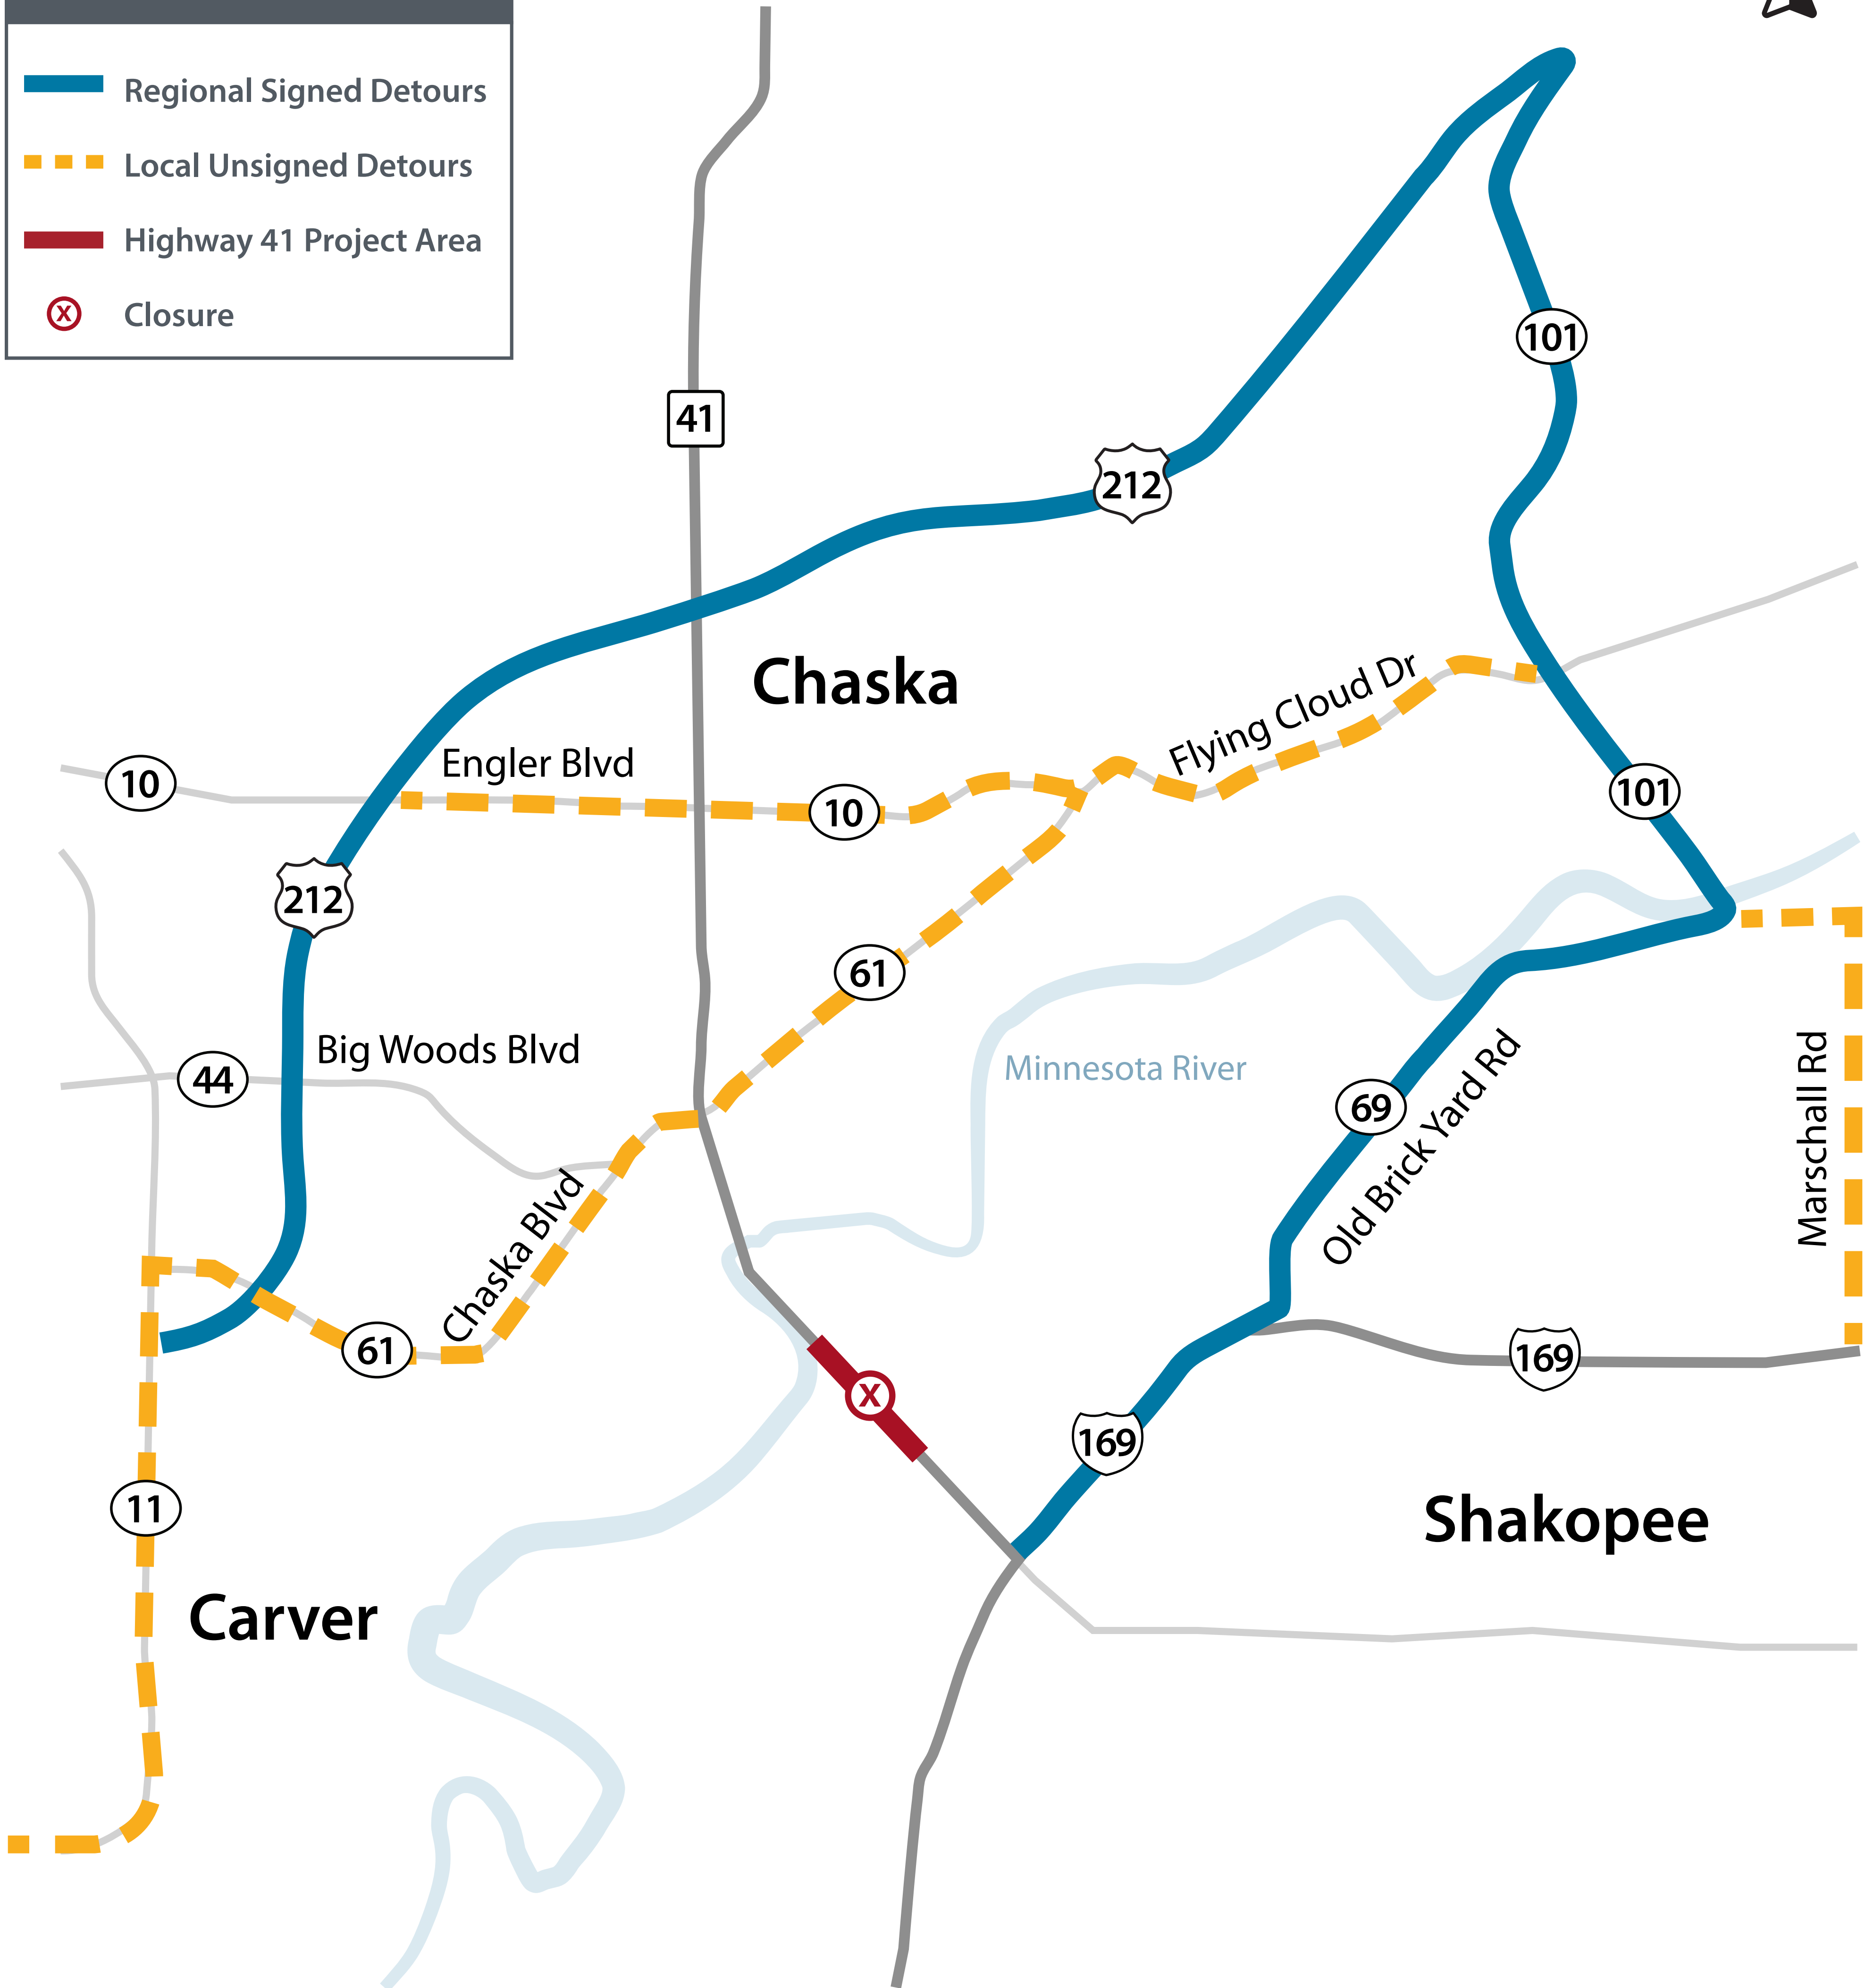 Regional Signed Detours
Local Unsigned Detours
Highway 41 Project Area
X Closure
101
41
212
Chaska
Flying Cloud Dr
Engler Blvd
10
10
101
212
61
Big Woods Blvd
44
Minnesota River
69
Old Brick Yard Rd
Marschall Rd
Chaska Blvd
61
X
169
169
11
Shakopee
Carver